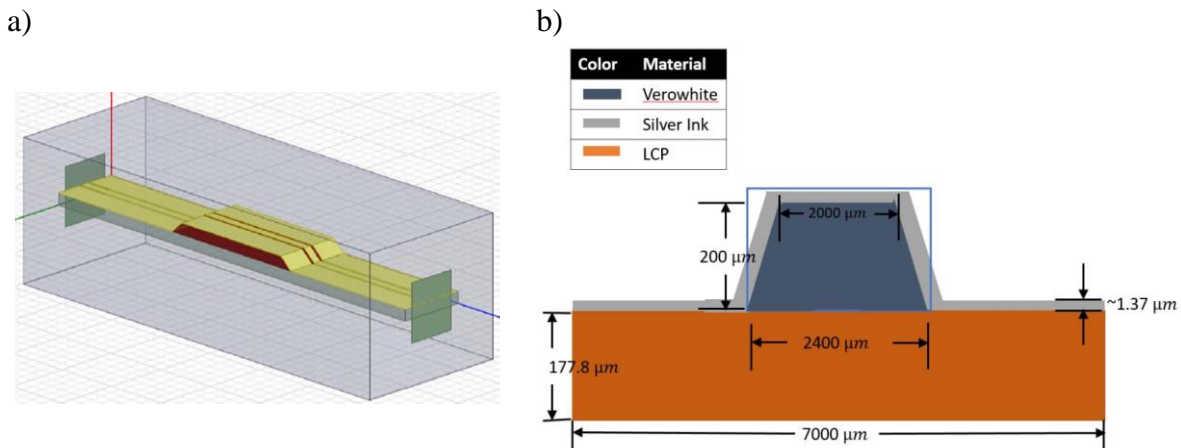 a)
b)
Color Material
Verowhite
Silver Ink
LCP
2000 μm
200 μm
~1.37 μm
2400 μm
177.8 μm
7000 μm